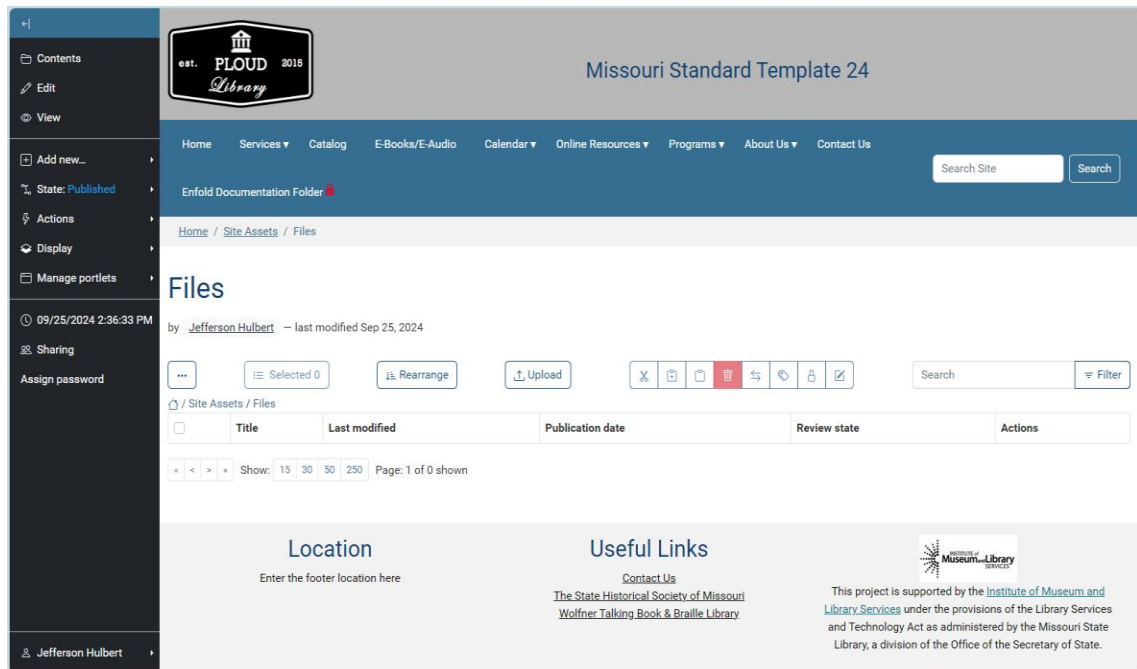 Contents
Edit
View
Add new...
State: Published
Actions
Display
Manage portlets
09/25/2024 2:36:33 PM
Sharing
Assign password
Jefferson Hulbert
est. PLOUD 2015
Library
Missouri Standard Template 24
Home Services Catalog E-Books/E-Audio Calendar Online Resources Programs About Us Contact Us
Enfold Documentation Folder
Search Site Search
Home / Site Assets / Files
Files
by Jefferson Hulbert — last modified Sep 25, 2024
... Selected 0 Rearrange Upload Search Filter
/ Site Assets / Files
Title Last modified Publication date Review state Actions
« < > » Show: 15 30 50 250 Page: 1 of 0 shown
Location
Enter the footer location here
Useful Links
Contact Us
The State Historical Society of Missouri
Wolfner Talking Book & Braille Library
INSTITUTE of
Museum and Library
SERVICES
This project is supported by the Institute of Museum and
Library Services under the provisions of the Library Services
and Technology Act as administered by the Missouri State
Library, a division of the Office of the Secretary of State.